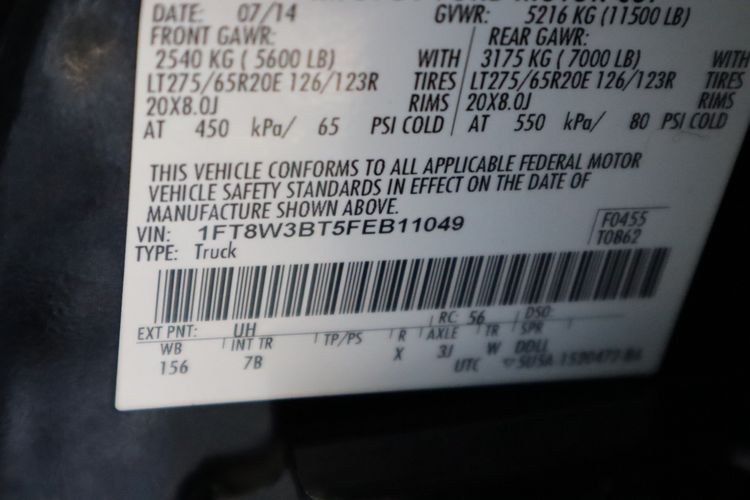 DATE: 07/14 GVWR: 5216 KG (11500 LB)
FRONT GAWR: REAR GAWR:
2540 KG ( 5600 LB) WITH 3175 KG ( 7000 LB) WITH
LT275/65R20E 126/123R TIRES LT275/65R20E 126/123R TIRES
20X8.0J RIMS 20X8.0J RIMS
AT 450 kPa/ 65 PSI COLD AT 550 kPa/ 80 PSI COLD
THIS VEHICLE CONFORMS TO ALL APPLICABLE FEDERAL MOTOR
VEHICLE SAFETY STANDARDS IN EFFECT ON THE DATE OF
MANUFACTURE SHOWN ABOVE.
VIN: 1FT8W3BT5FEB11049 F0455
TYPE: Truck T0862
EXT PNT: UH RC: 56 DSO:
WB INT TR TP/PS R AXLE TR SPR
156 7B X 3J W DDLL
UTC